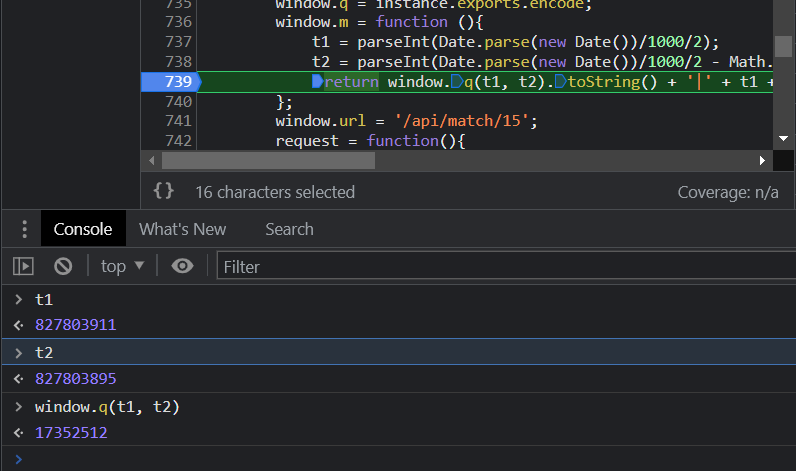 735 window.q = instance.exports.encode;
736 window.m = function (){
737 t1 = parseInt(Date.parse(new Date())/1000/2);
738 t2 = parseInt(Date.parse(new Date())/1000/2 - Math.
739 return window.q(t1, t2).toString() + '|' + t1 +
740 };
741 window.url = '/api/match/15';
742 request = function(){
{} 16 characters selected Coverage: n/a
Console What's New Search
top Filter
> t1
827803911
> t2
827803895
> window.q(t1, t2)
17352512
>